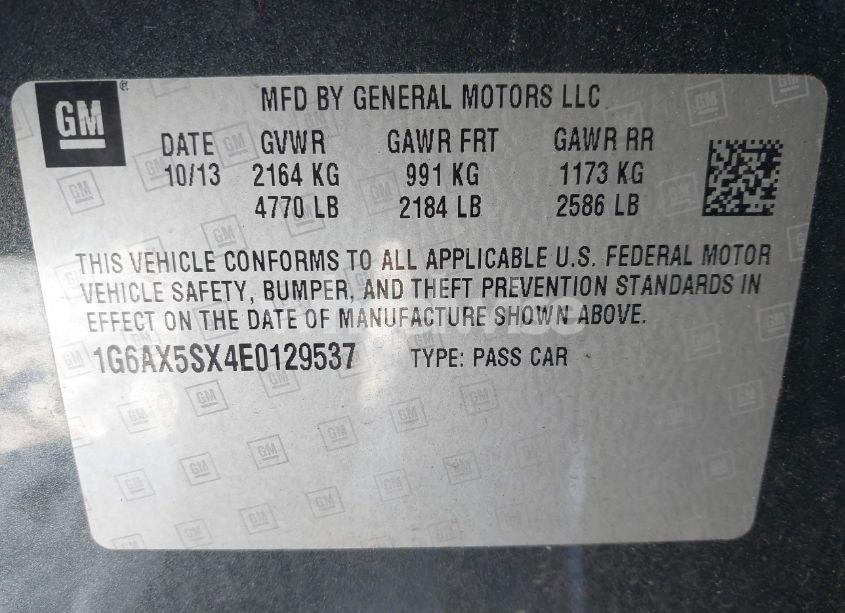 GM
MFD BY GENERAL MOTORS LLC
DATE GVWR GAWR FRT GAWR RR
10/13 2164 KG 991 KG 1173 KG
4770 LB 2184 LB 2586 LB
THIS VEHICLE CONFORMS TO ALL APPLICABLE U.S. FEDERAL MOTOR
VEHICLE SAFETY, BUMPER, AND THEFT PREVENTION STANDARDS IN
EFFECT ON THE DATE OF MANUFACTURE SHOWN ABOVE.
1G6AX5SX4E0129537 TYPE: PASS CAR